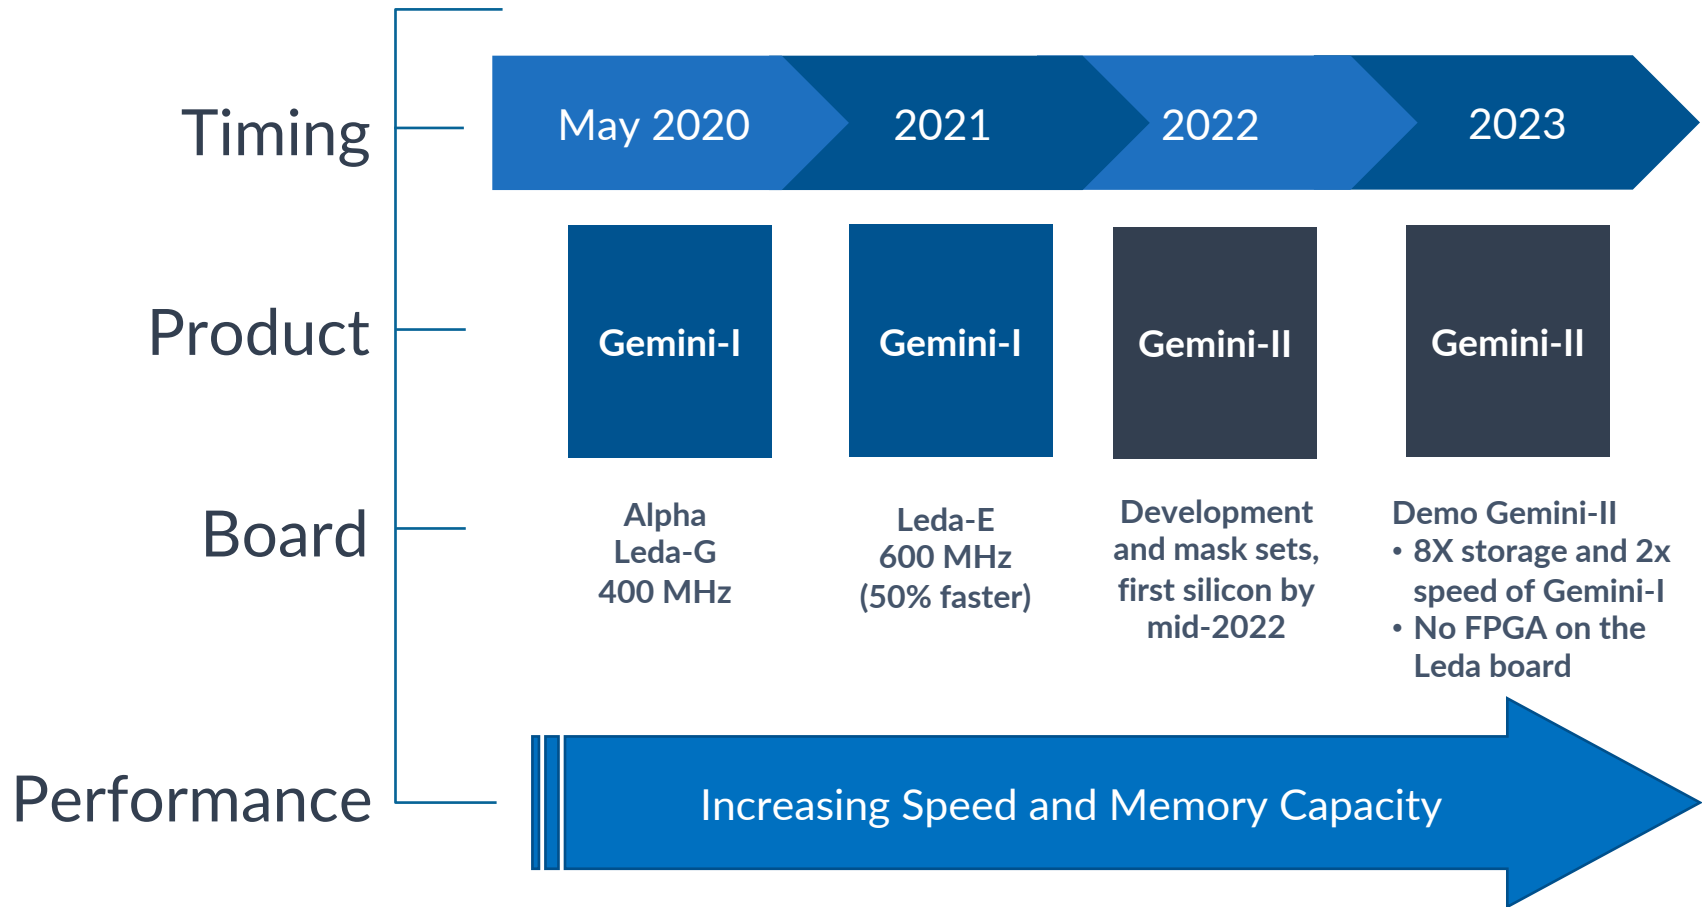 Timing
May 2020
2021
2022
2023
Product
Gemini-I
Gemini-I
Gemini-II
Gemini-II
Board
Alpha
Leda-G
400 MHz
Leda-E
600 MHz
(50% faster)
Development
and mask sets,
first silicon by
mid-2022
Demo Gemini-II
• 8X storage and 2x
speed of Gemini-I
• No FPGA on the
Leda board
Performance
Increasing Speed and Memory Capacity